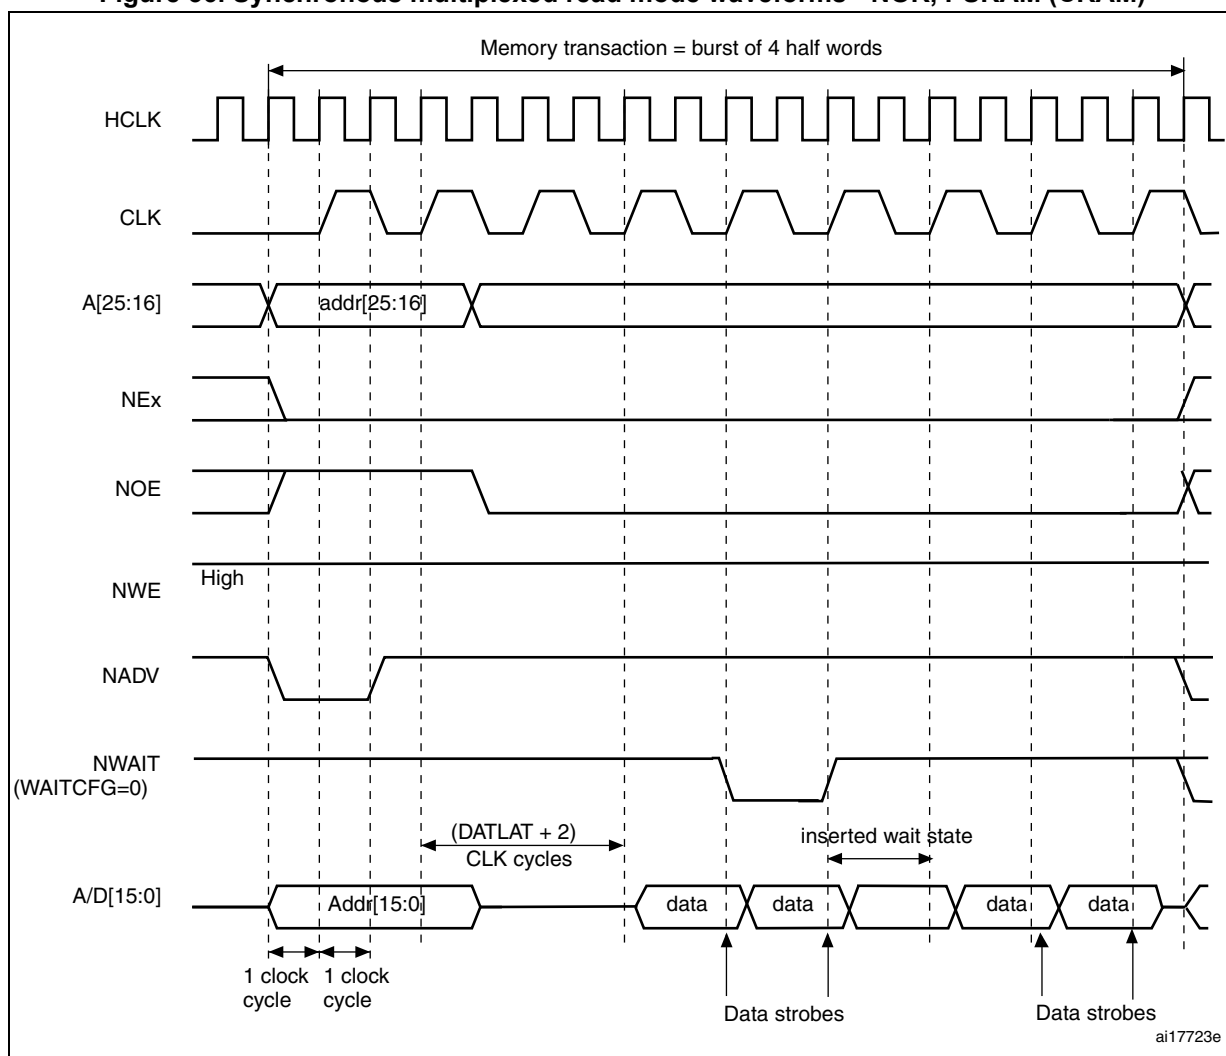 Figure 36. Synchronous multiplexed read mode waveforms - NOR, PSRAM (CRAM)
Memory transaction = burst of 4 half words
HCLK
CLK
A[25:16]
addr[25:16]
NEx
NOE
High
NWE
NADV
NWAIT
(WAITCFG=0)
(DATLAT + 2)
CLK cycles
inserted wait state
A/D[15:0]
Addr[15:0]
data
data
data
data
1 clock
cycle
1 clock
cycle
Data strobes
Data strobes
ai17723e